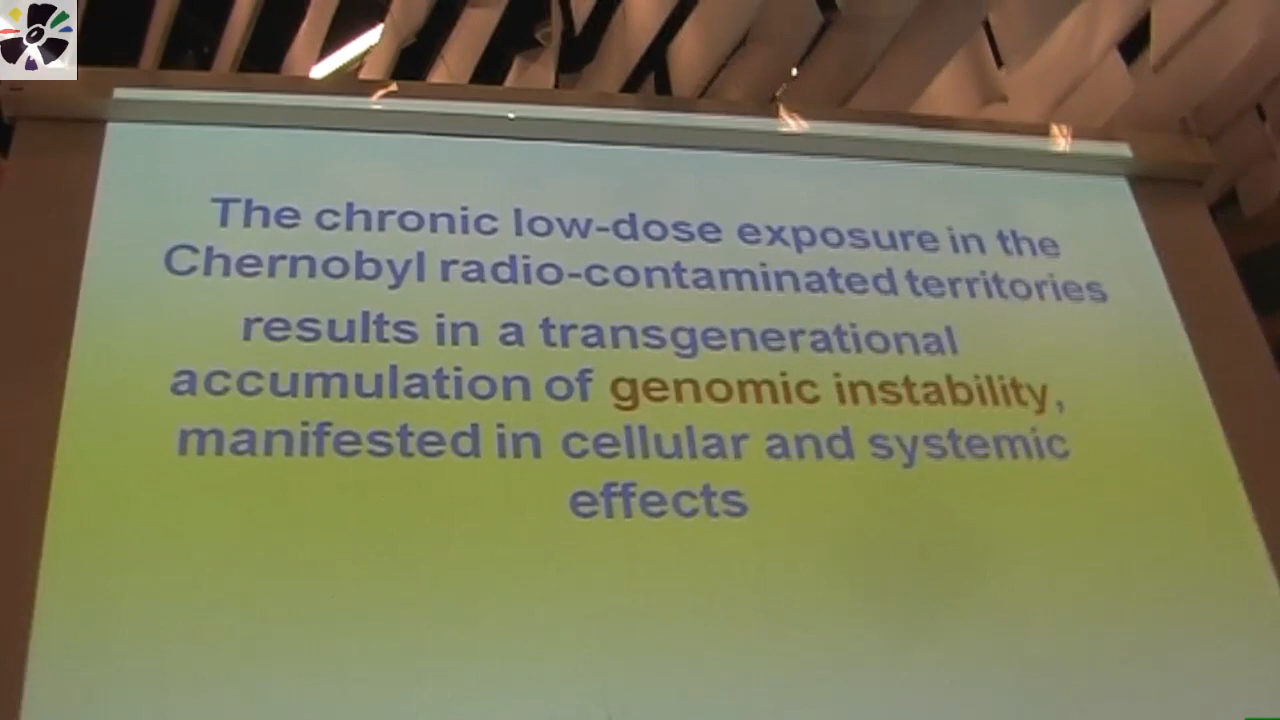 The chronic low-dose exposure in the
Chernobyl radio-contaminated territories
results in a transgenerational
accumulation of genomic instability,
manifested in cellular and systemic
effects